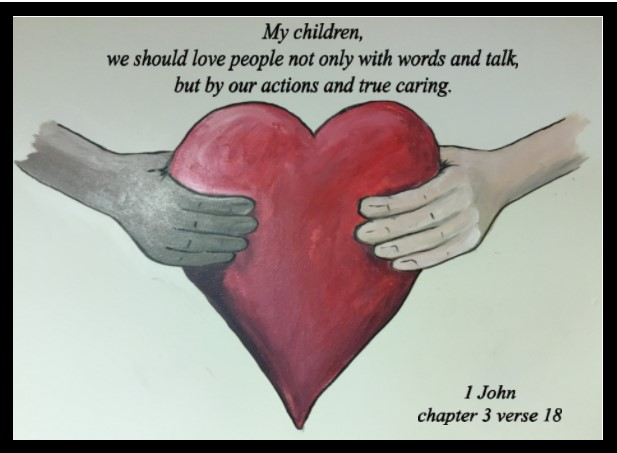 My children,
we should love people not only with words and talk,
but by our actions and true caring.
1 John
chapter 3 verse 18